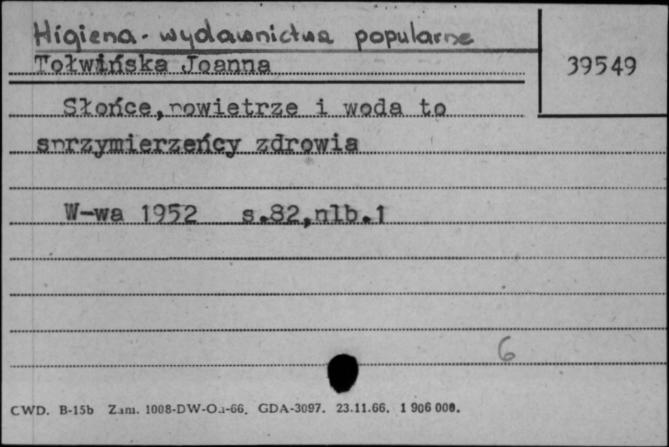 Higiena - wydawnictwa popularne
Tołwińska Joanna
39549
Słońce, powietrze i woda to
sprzymierzeńcy zdrowia
W-wa 1952 s.82, nlb.1
6
CWD. B-15b Zam. 1008-DW-Oa-66. GDA-3097. 23.11.66. 1 906 000.